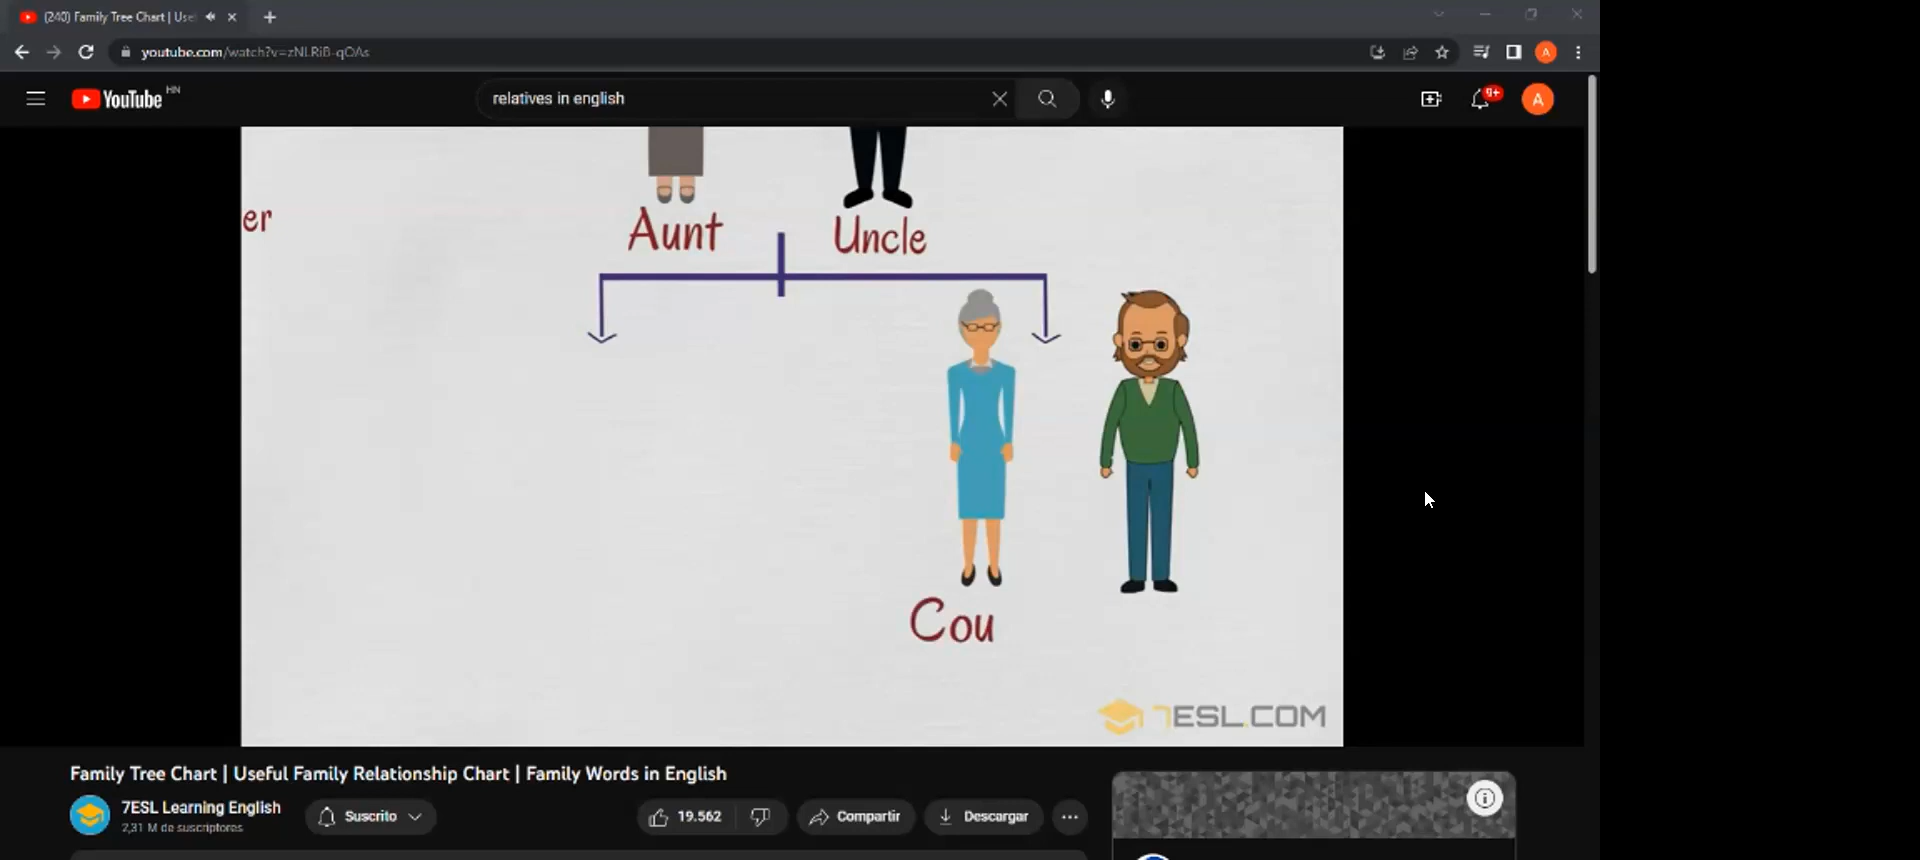 (240) Family Tree Chart | Use
youtube.com/watch?v=zNLRiB-qOAs
YouTube HN
relatives in english
9+
A
er
Aunt
Uncle
Cou
7ESL.COM
Family Tree Chart | Useful Family Relationship Chart | Family Words in English
7ESL Learning English
2,31 M de suscriptores
Suscrito
19.562
Compartir
Descargar